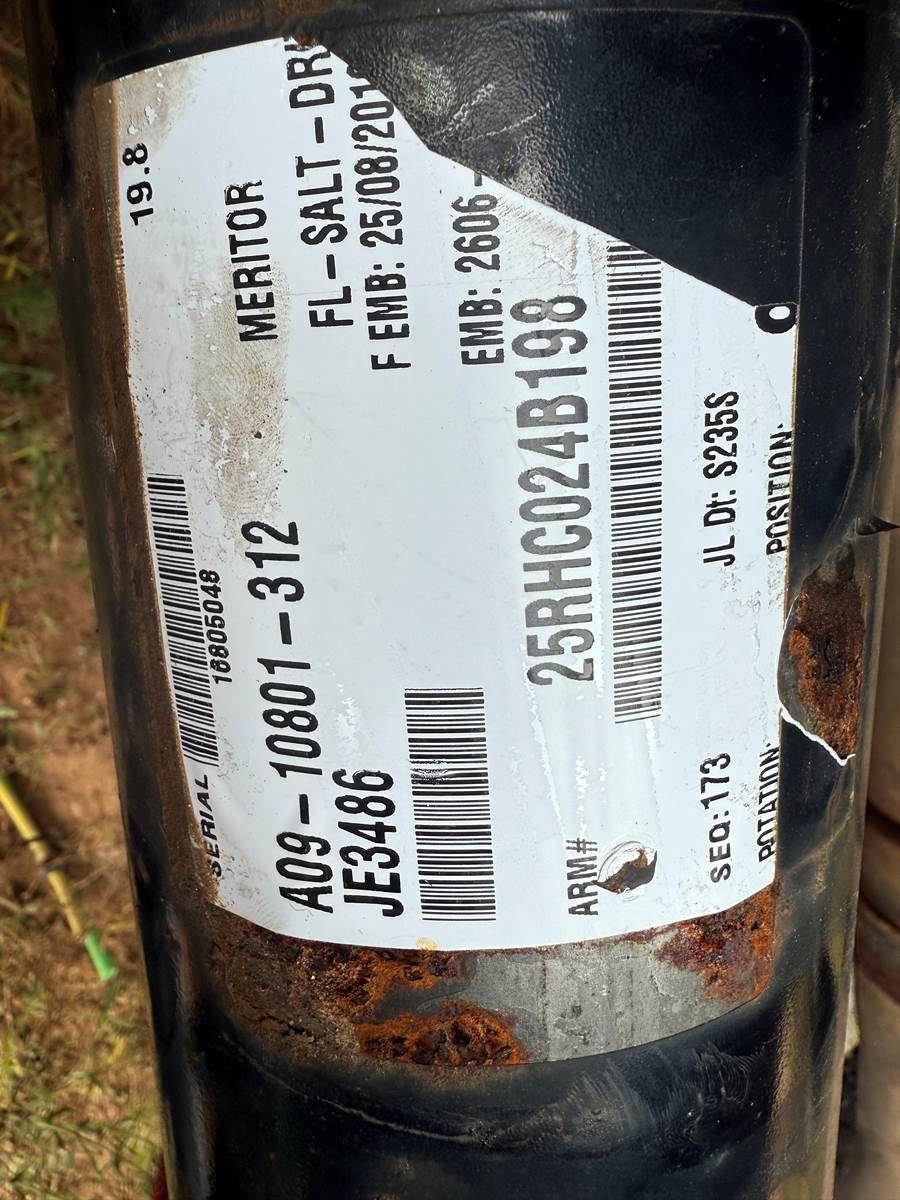 19.8
SERIAL
16805048
A09-10801-312 MERITOR
JE3486 FL-SALT-DRI
F EMB: 25/08/201
EMB: 2606-
ARM# 25RHC024B198
SEQ:173 JL Dt: S235S
ROTATION: POSITION: